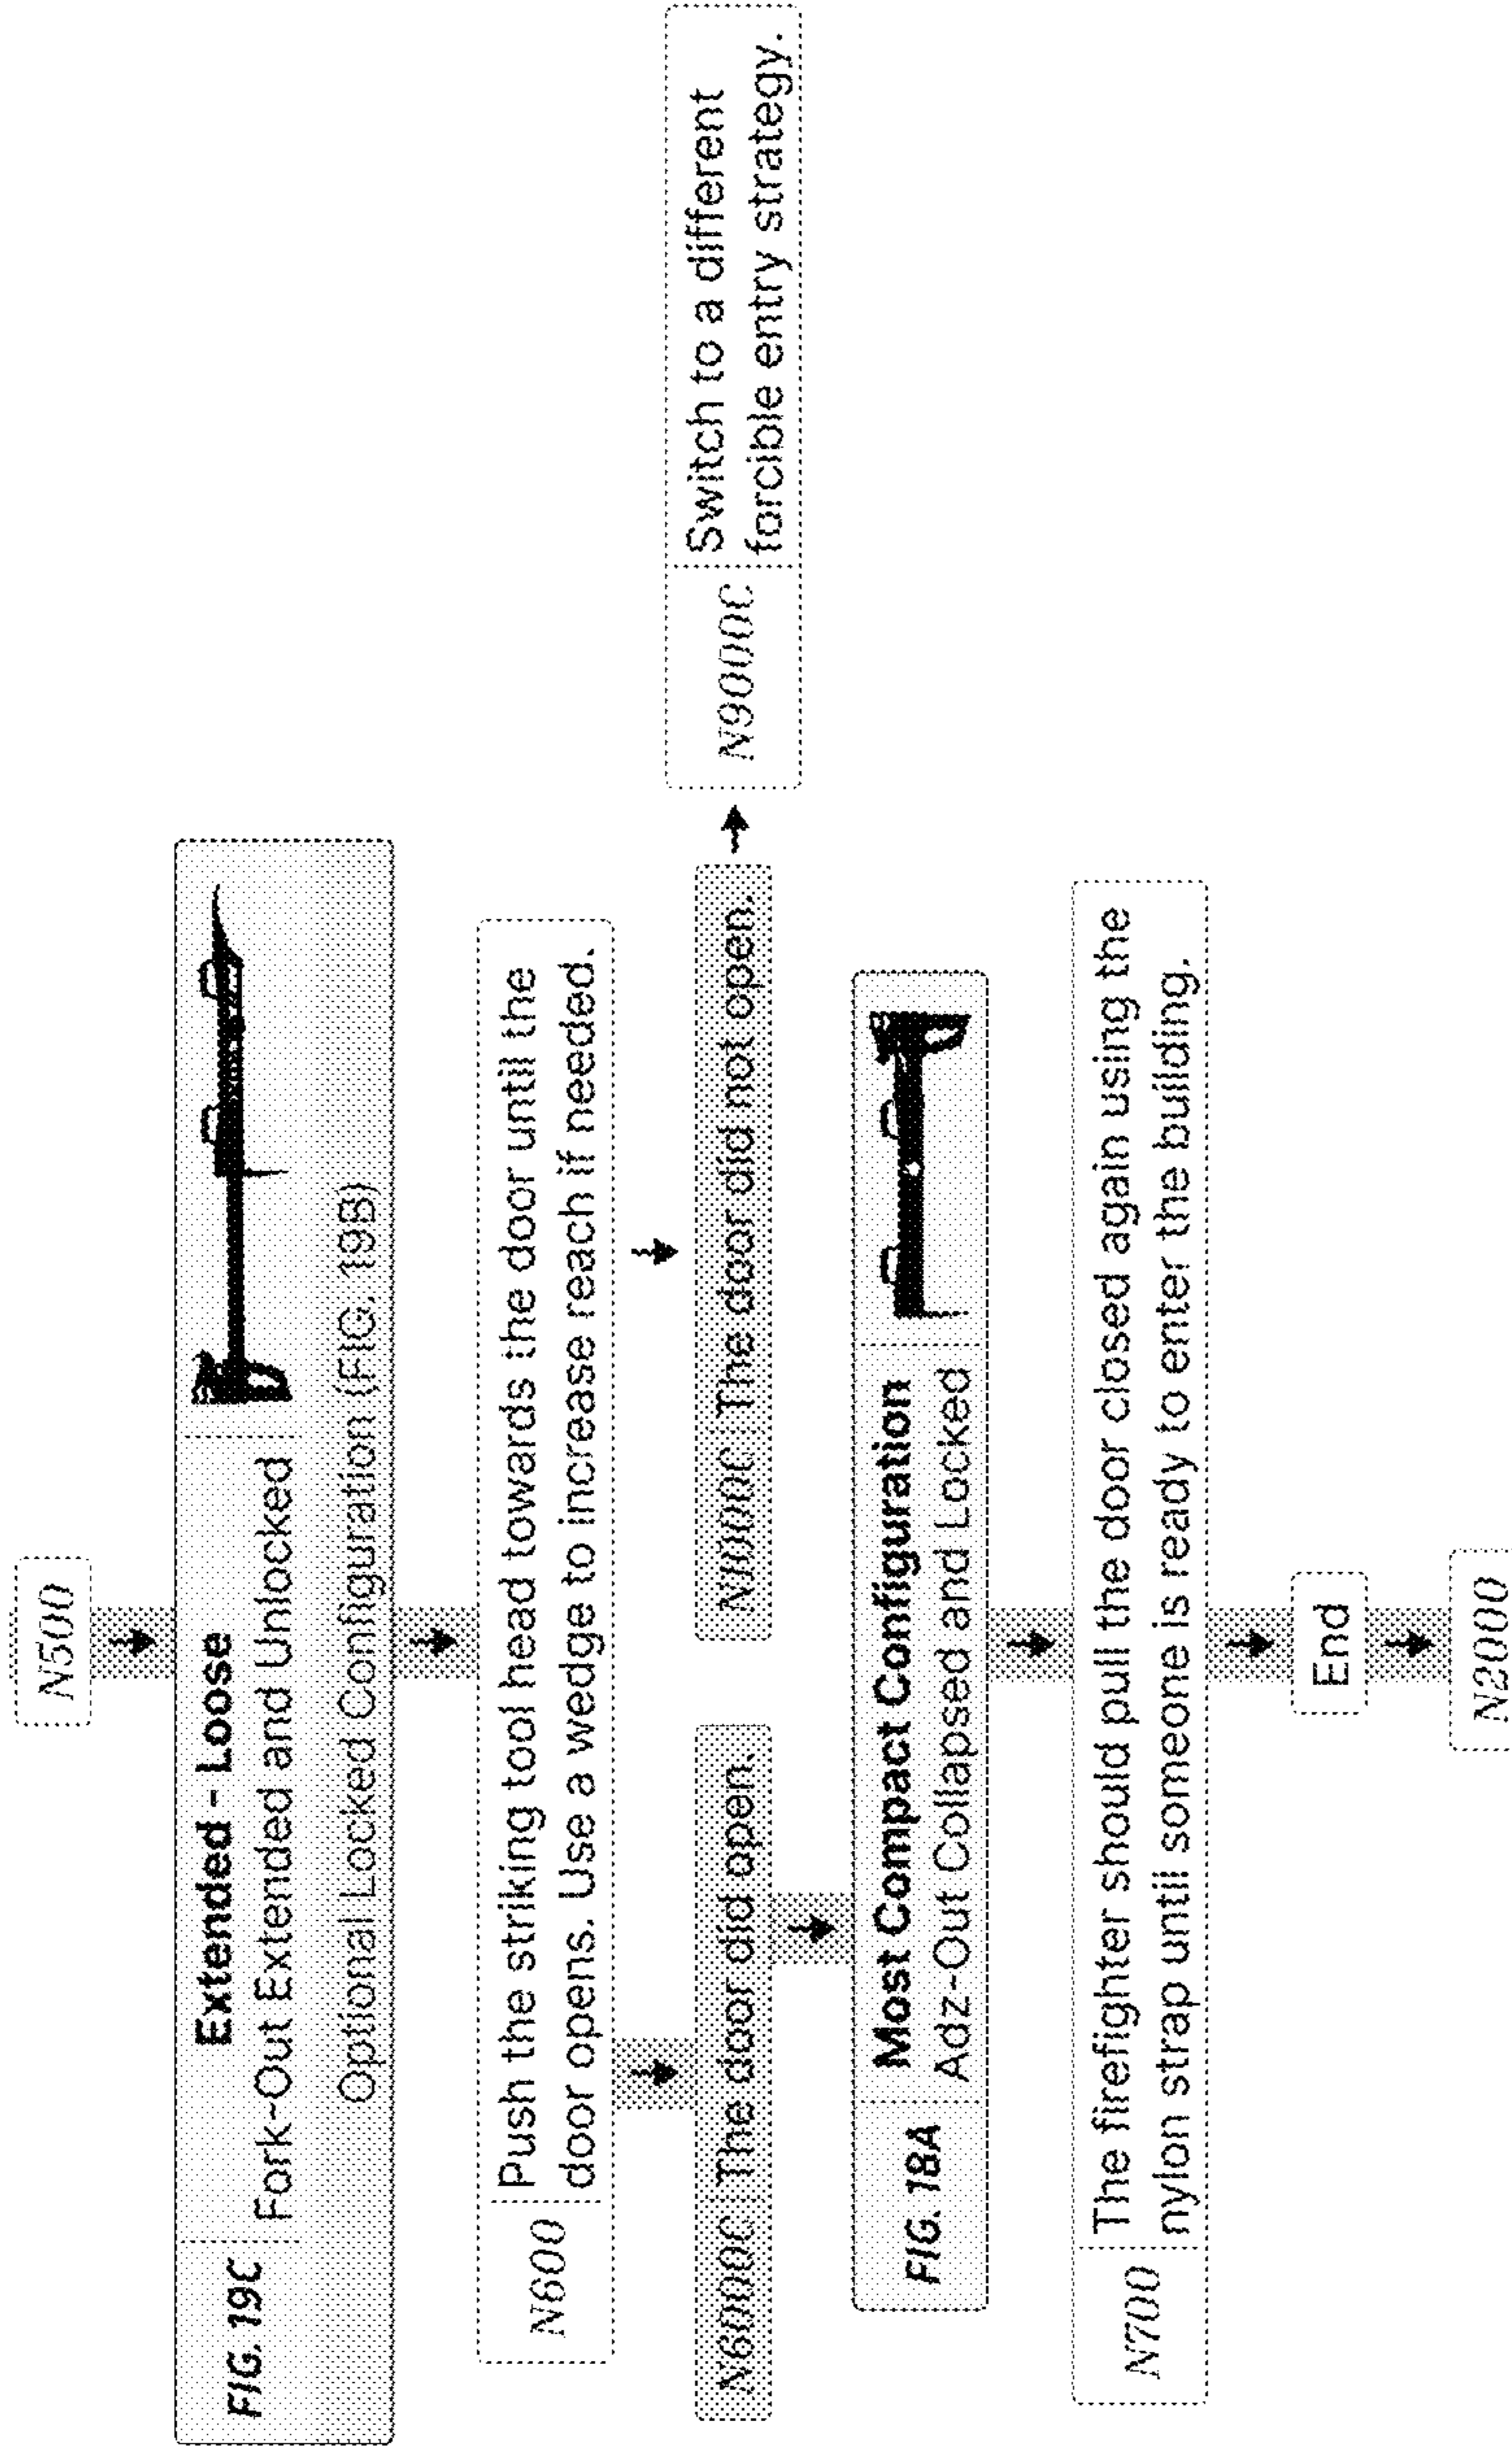 N500
FIG. 19C
Extended - Loose
Fork-Out Extended and Unlocked
Optional Locked Configuration (FIG. 19B)
N600
Push the striking tool head towards the door until the
door opens. Use a wedge to increase reach if needed.
N6000C The door did open.
N1000C The door did not open.
N9000C
Switch to a different
forcible entry strategy.
FIG. 18A
Most Compact Configuration
Adz-Out Collapsed and Locked
N700
The firefighter should pull the door closed again using the
nylon strap until someone is ready to enter the building.
End
N2000